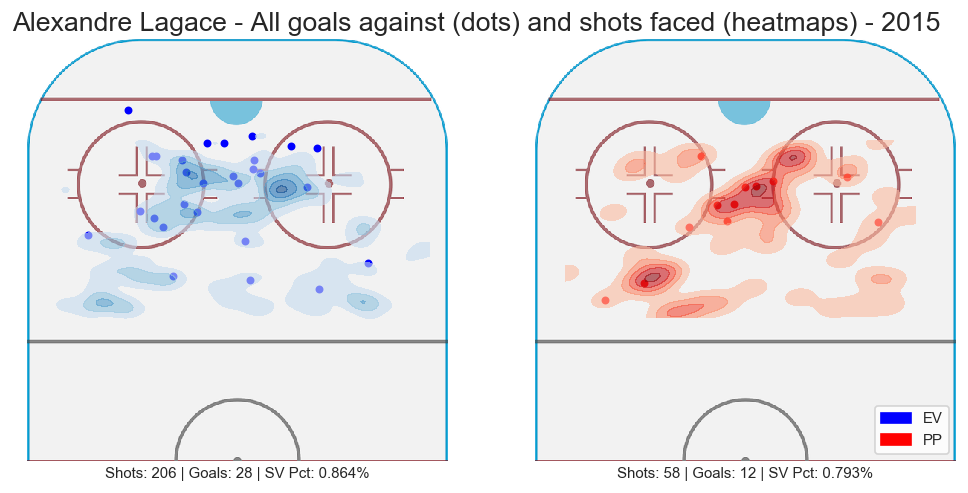 Alexandre Lagace - All goals against (dots) and shots faced (heatmaps) - 2015
EV
PP
Shots: 206 | Goals: 28 | SV Pct: 0.864%
Shots: 58 | Goals: 12 | SV Pct: 0.793%